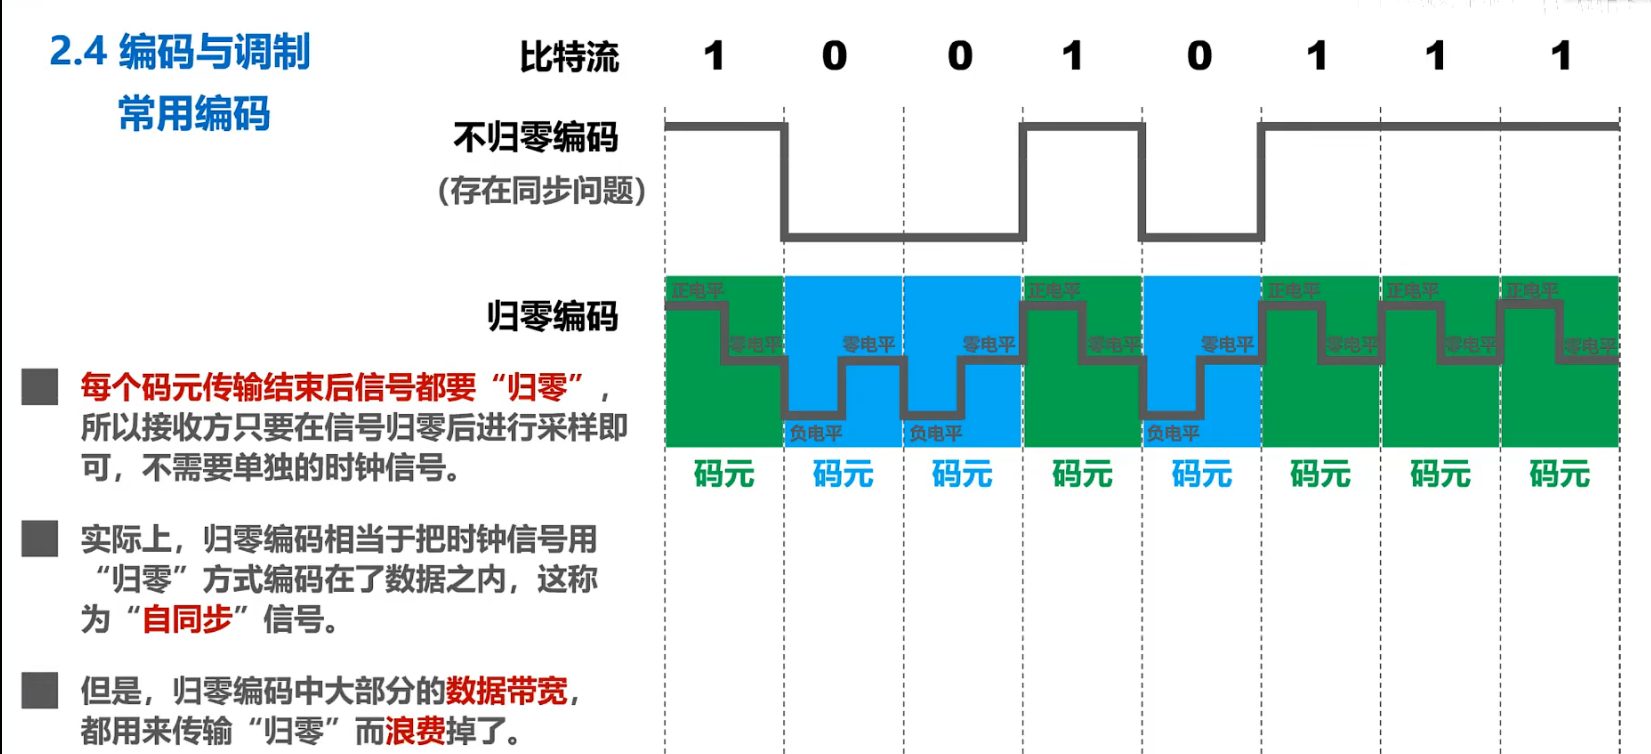 2.4 编码与调制
常用编码
比特流 1 0 0 1 0 1 1 1
不归零编码
（存在同步问题）
归零编码
正电平 正电平 正电平 正电平 正电平
零电平 零电平 零电平 零电平 零电平 零电平 零电平 零电平
负电平 负电平 负电平
码元 码元 码元 码元 码元 码元 码元 码元
每个码元传输结束后信号都要“归零”，
所以接收方只要在信号归零后进行采样即
可，不需要单独的时钟信号。
实际上，归零编码相当于把时钟信号用
“归零”方式编码在了数据之内，这称
为“自同步”信号。
但是，归零编码中大部分的数据带宽，
都用来传输“归零”而浪费掉了。